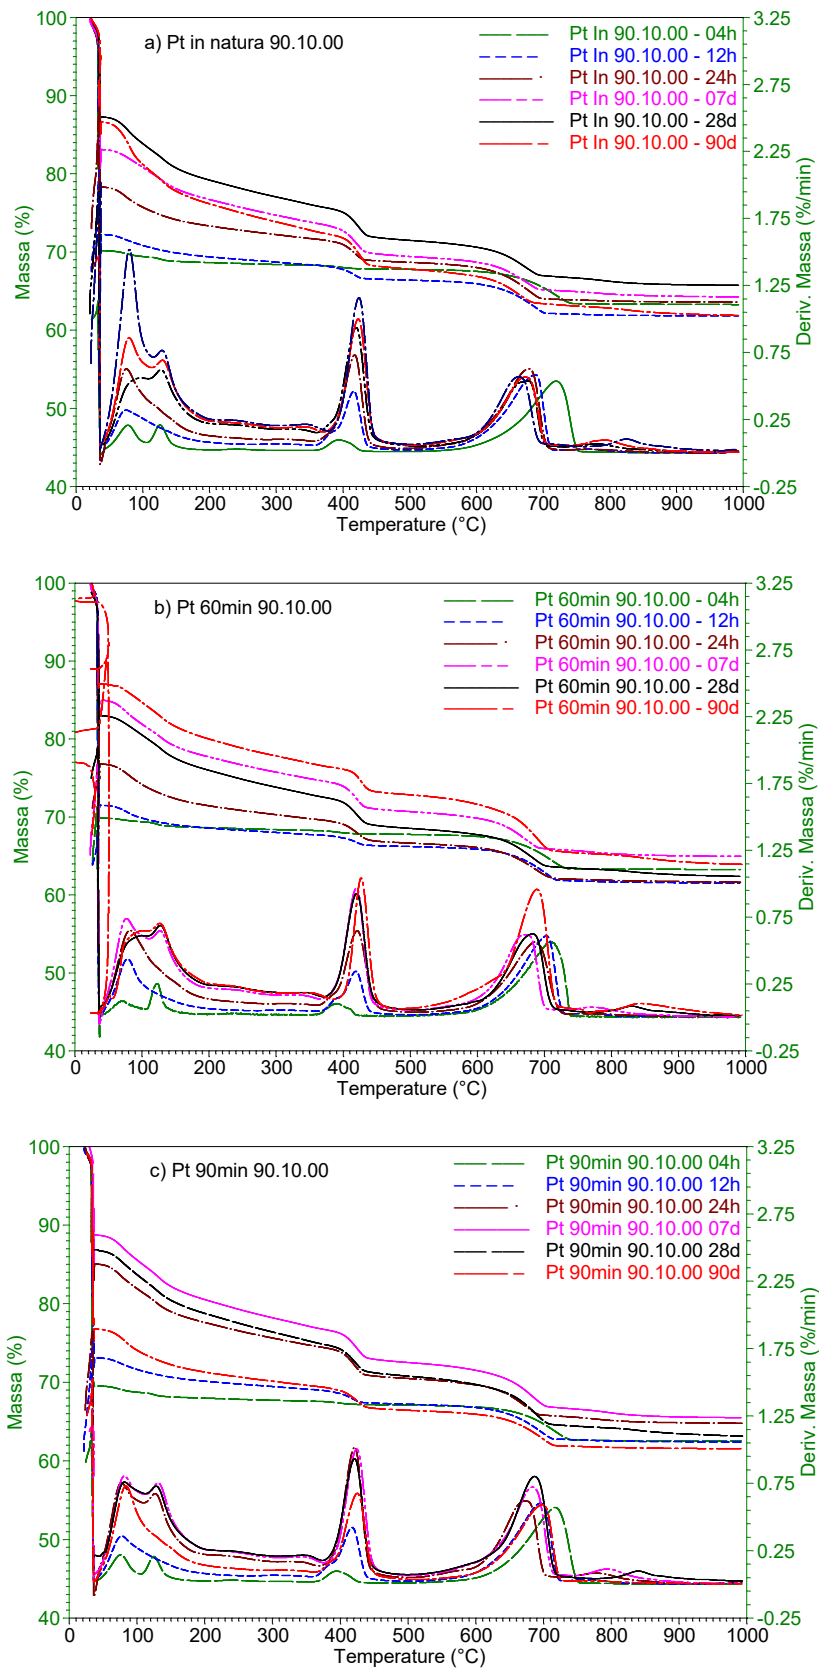 a) Pt in natura 90.10.00
Pt In 90.10.00 - 04h
Pt In 90.10.00 - 12h
Pt In 90.10.00 - 24h
Pt In 90.10.00 - 07d
Pt In 90.10.00 - 28d
Pt In 90.10.00 - 90d
Massa (%)
100
90
80
70
60
50
40
Deriv. Massa (%/min)
3.25
2.75
2.25
1.75
1.25
0.75
0.25
-0.25
0 100 200 300 400 500 600 700 800 900 1000
Temperature (°C)
b) Pt 60min 90.10.00
Pt 60min 90.10.00 - 04h
Pt 60min 90.10.00 - 12h
Pt 60min 90.10.00 - 24h
Pt 60min 90.10.00 - 07d
Pt 60min 90.10.00 - 28d
Pt 60min 90.10.00 - 90d
Massa (%)
100
90
80
70
60
50
40
Deriv. Massa (%/min)
3.25
2.75
2.25
1.75
1.25
0.75
0.25
-0.25
0 100 200 300 400 500 600 700 800 900 1000
Temperature (°C)
c) Pt 90min 90.10.00
Pt 90min 90.10.00 04h
Pt 90min 90.10.00 12h
Pt 90min 90.10.00 24h
Pt 90min 90.10.00 07d
Pt 90min 90.10.00 28d
Pt 90min 90.10.00 90d
Massa (%)
100
90
80
70
60
50
40
Deriv. Massa (%/min)
3.25
2.75
2.25
1.75
1.25
0.75
0.25
-0.25
0 100 200 300 400 500 600 700 800 900 1000
Temperature (°C)